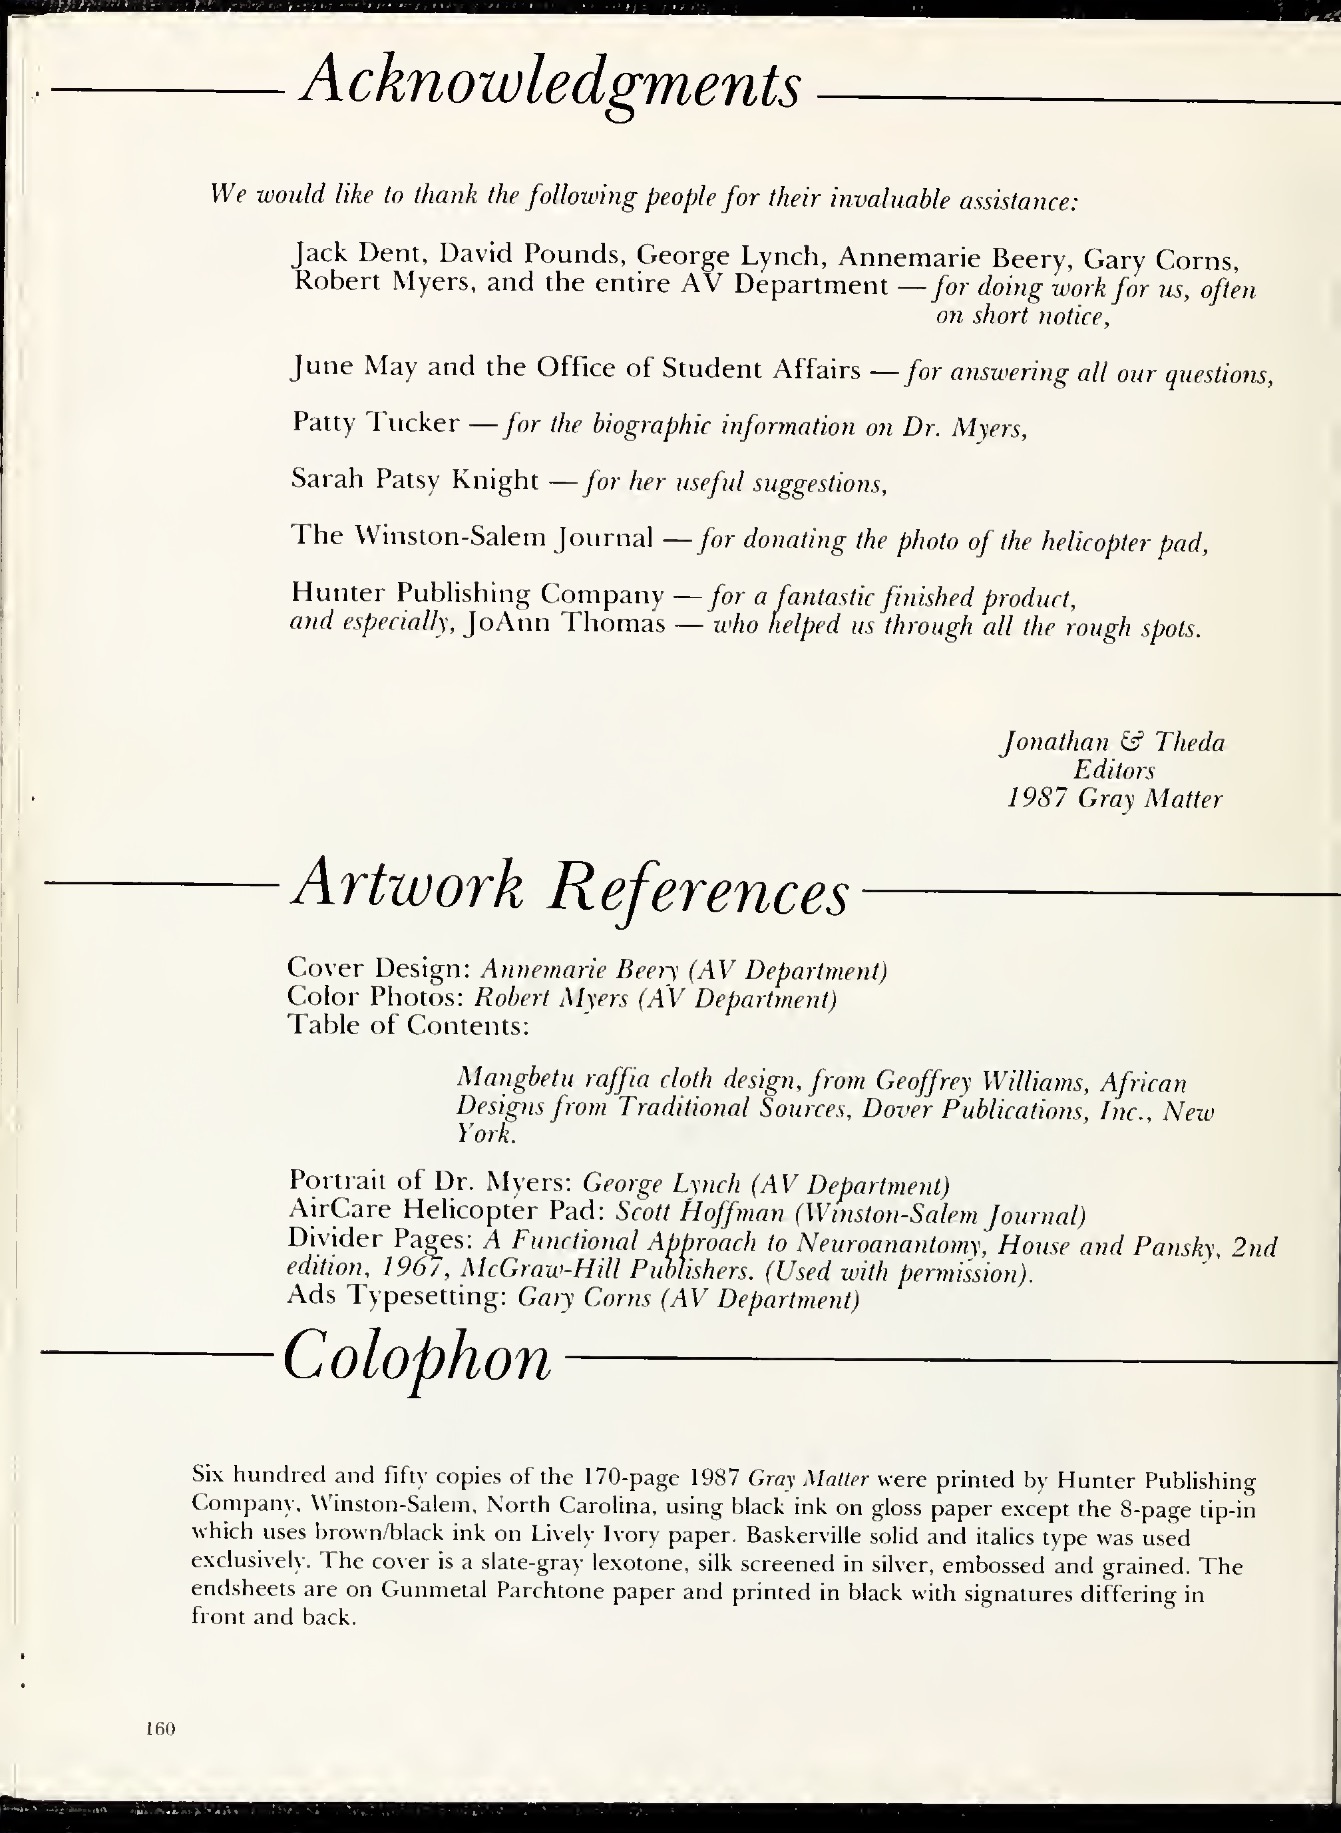 Acknowledgments
We would like to thank the following people for their invaluable assistance:
Jack Dent, David Pounds, George Lynch, Annemarie Beery, Gary Corns,
Robert Myers, and the entire AV Department — for doing work for us, often
on short notice,
June May and the Office of Student Affairs — for answering all our questions,
Patty Tucker — for the biographic information on Dr. Myers,
Sarah Patsy Knight — for her useful suggestions,
The Winston-Salem Journal — for donating the photo of the helicopter pad,
Hunter Publishing Company — for a fantastic finished product,
and especially, JoAnn Thomas — who helped us through all the rough spots.
Jonathan & Theda
Editors
1987 Gray Matter
Artwork References
Cover Design: Annemarie Beery (AV Department)
Color Photos: Robert Myers (AV Department)
Table of Contents:
Mangbetu raffia cloth design, from Geoffrey Williams, African
Designs from Traditional Sources, Dover Publications, Inc., New
York.
Portrait of Dr. Myers: George Lynch (AV Department)
AirCare Helicopter Pad: Scott Hoffman (Winston-Salem Journal)
Divider Pages: A Functional Approach to Neuroanantomy, House and Pansky, 2nd
edition, 1967, McGraw-Hill Publishers. (Used with permission).
Ads Typesetting: Gary Corns (AV Department)
Colophon
Six hundred and fifty copies of the 170-page 1987 Gray Matter were printed by Hunter Publishing
Company, Winston-Salem, North Carolina, using black ink on gloss paper except the 8-page tip-in
which uses brown/black ink on Lively Ivory paper. Baskerville solid and italics type was used
exclusively. The cover is a slate-gray lexotone, silk screened in silver, embossed and grained. The
endsheets are on Gunmetal Parchtone paper and printed in black with signatures differing in
front and back.
160